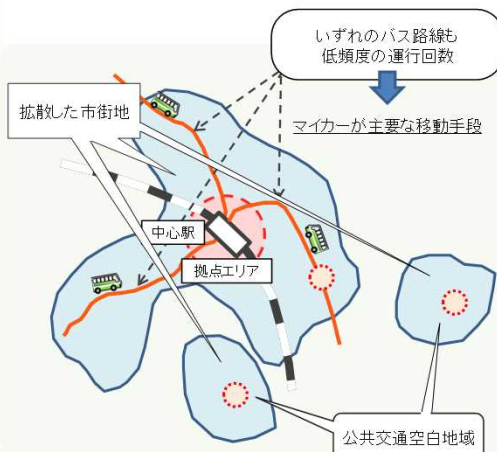 いずれのバス路線も
低頻度の運行回数
マイカーが主要な移動手段
拡散した市街地
中心駅
拠点エリア
公共交通空白地域